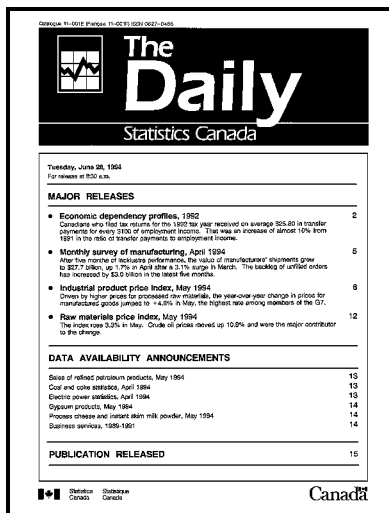 Catalogue 11-001E (Français 11-001F) ISSN 0827-0465
The
Daily
Statistics Canada
Tuesday, June 28, 1994
For release at 8:30 a.m.
MAJOR RELEASES
● Economic dependency profiles, 1992 2
Canadians who filed tax returns for the 1992 tax year received on average $25.80 in transfer
payments for every $100 of employment income. That was an increase of almost 10% from
1991 in the ratio of transfer payments to employment income.
● Monthly survey of manufacturing, April 1994 5
After five months of lacklustre performance, the value of manufacturers' shipments grew
to $27.7 billion, up 1.7% in April after a 3.1% surge in March. The backlog of unfilled orders
has increased by $3.0 billion in the latest five months.
● Industrial product price index, May 1994 8
Driven by higher prices for processed raw materials, the year-over-year change in prices for
manufactured goods jumped to +4.8% in May, the highest rate among members of the G7.
● Raw materials price index, May 1994 12
The index rose 3.3% in May. Crude oil prices moved up 10.8% and were the major contributor
to the change.
DATA AVAILABILITY ANNOUNCEMENTS
Sales of refined petroleum products, May 1994 13
Coal and coke statistics, April 1994 13
Electric power statistics, April 1994 13
Gypsum products, May 1994 14
Process cheese and instant skim milk powder, May 1994 14
Business services, 1989-1991 14
PUBLICATION RELEASED 15
Statistics Statistique
Canada Canada
Canada